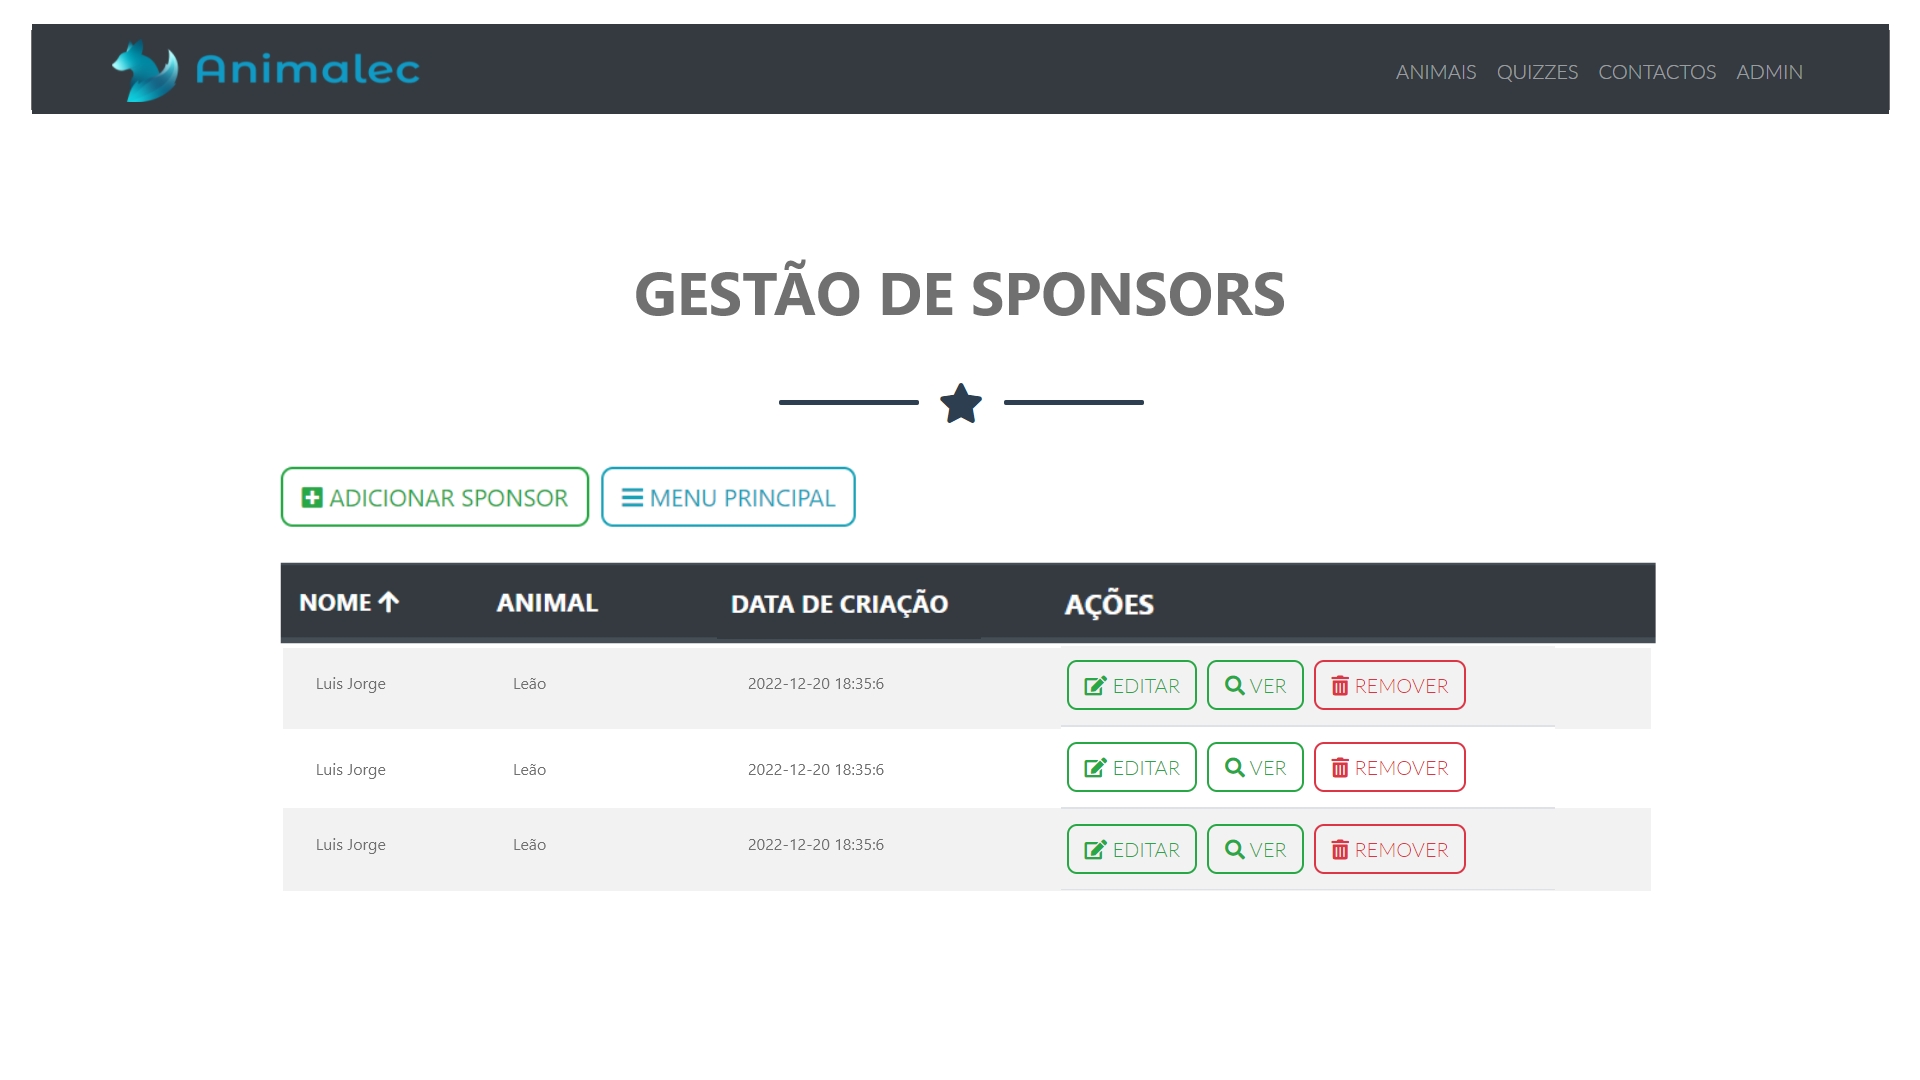 Animalec
ANIMAIS QUIZZES CONTACTOS ADMIN
GESTÃO DE SPONSORS
ADICIONAR SPONSOR MENU PRINCIPAL
NOME ANIMAL DATA DE CRIAÇÃO AÇÕES
Luis Jorge Leão 2022-12-20 18:35:6 EDITAR VER REMOVER
Luis Jorge Leão 2022-12-20 18:35:6 EDITAR VER REMOVER
Luis Jorge Leão 2022-12-20 18:35:6 EDITAR VER REMOVER